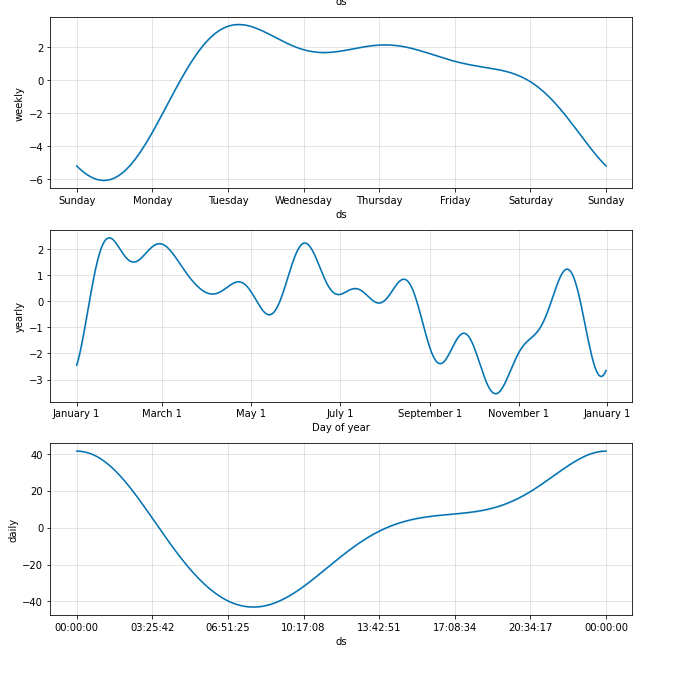 ds
weekly
2
0
−2
−4
−6
Sunday Monday Tuesday Wednesday Thursday Friday Saturday Sunday
ds
yearly
2
1
0
−1
−2
−3
January 1 March 1 May 1 July 1 September 1 November 1 January 1
Day of year
daily
40
20
0
−20
−40
00:00:00 03:25:42 06:51:25 10:17:08 13:42:51 17:08:34 20:34:17 00:00:00
ds